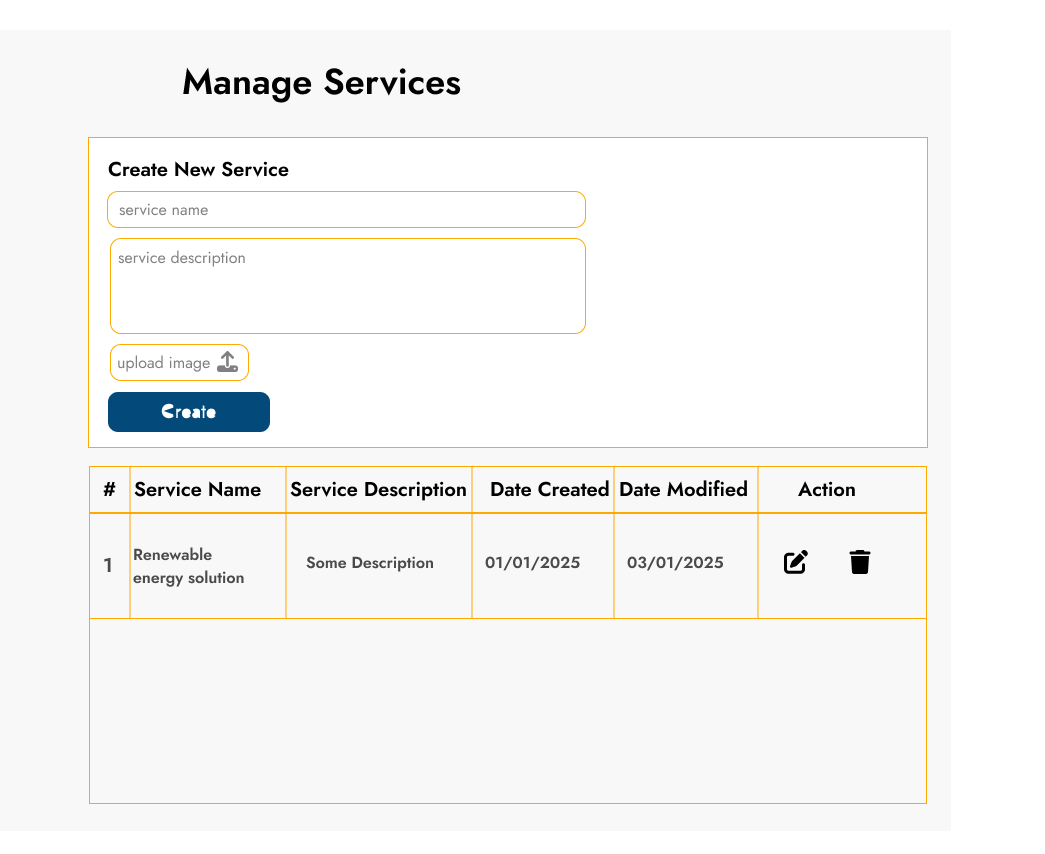 Manage Services
Create New Service
service name
service description
upload image
Create
# Service Name Service Description Date Created Date Modified Action
1 Renewable energy solution Some Description 01/01/2025 03/01/2025